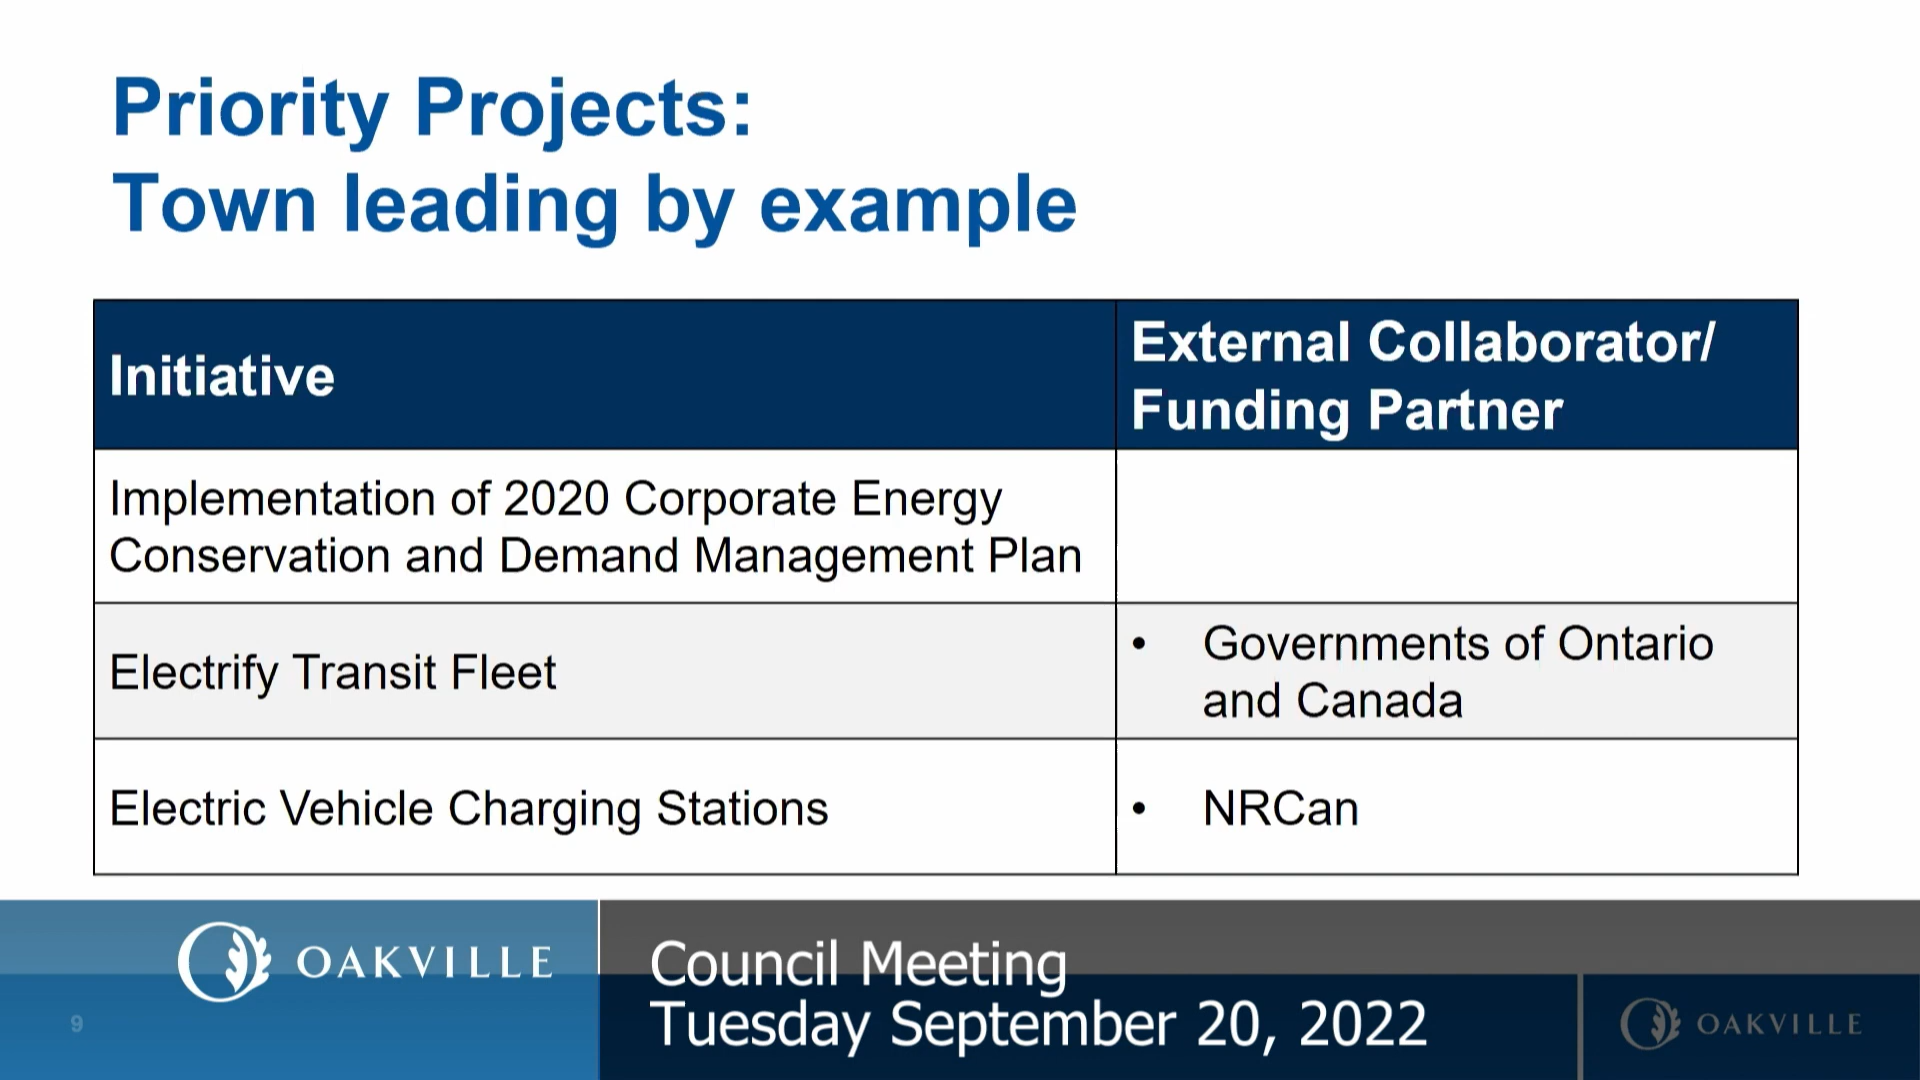 Priority Projects:
Town leading by example
Initiative
External Collaborator/
Funding Partner
Implementation of 2020 Corporate Energy
Conservation and Demand Management Plan
Electrify Transit Fleet
• Governments of Ontario
and Canada
Electric Vehicle Charging Stations
• NRCan
OAKVILLE
Council Meeting
Tuesday September 20, 2022
9
OAKVILLE